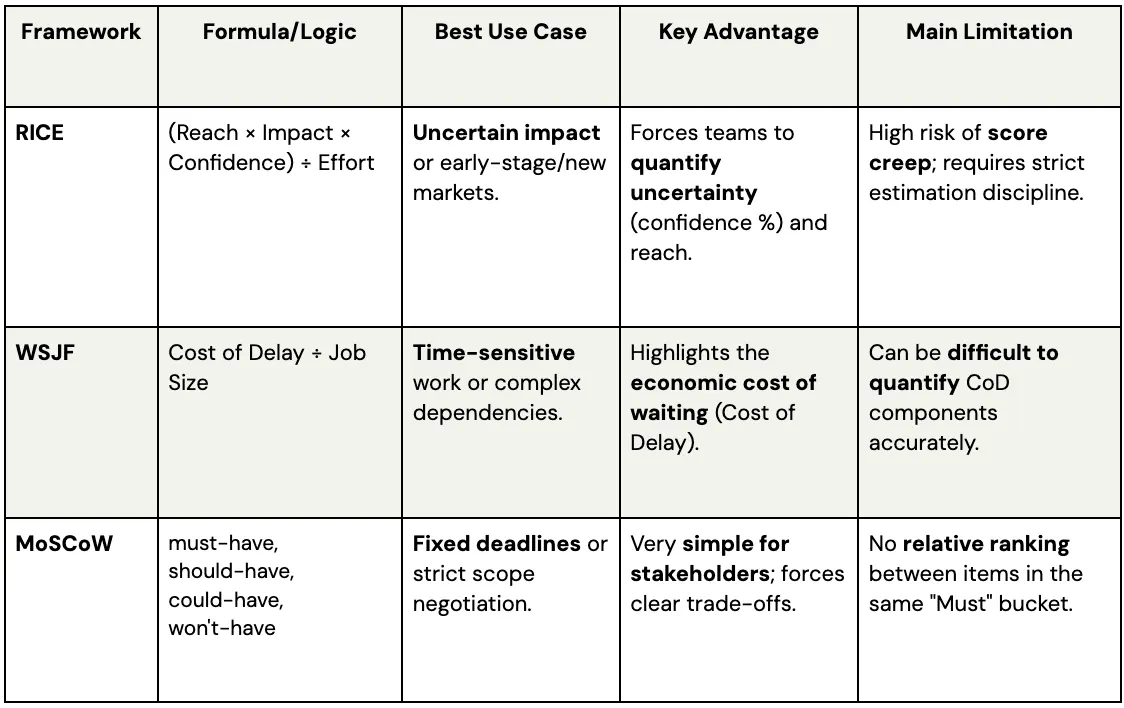 Framework
Formula/Logic
Best Use Case
Key Advantage
Main Limitation
RICE
(Reach × Impact ×
Confidence) ÷ Effort
Uncertain impact
or early-stage/new
markets.
Forces teams to
quantify
uncertainty
(confidence %) and
reach.
High risk of score
creep; requires strict
estimation discipline.
WSJF
Cost of Delay ÷ Job
Size
Time-sensitive
work or complex
dependencies.
Highlights the
economic cost of
waiting (Cost of
Delay).
Can be difficult to
quantify CoD
components
accurately.
MoSCoW
must-have,
should-have,
could-have,
won't-have
Fixed deadlines or
strict scope
negotiation.
Very simple for
stakeholders; forces
clear trade-offs.
No relative ranking
between items in the
same "Must" bucket.